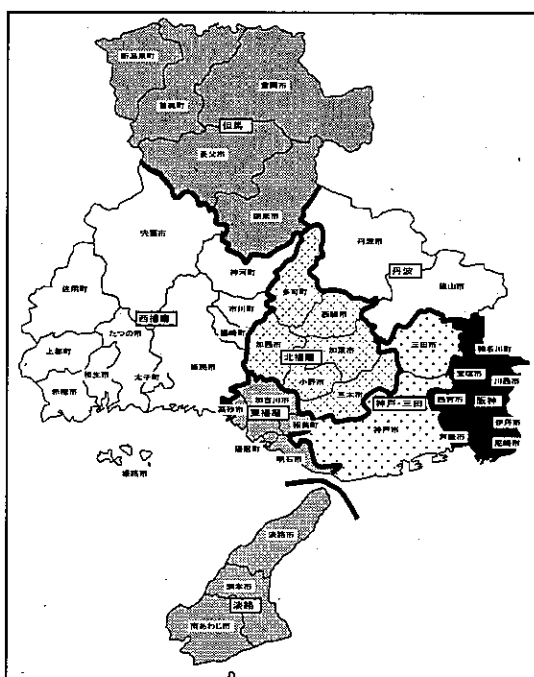 新温泉町
豊岡市
香美町
但馬
養父市
朝来市
宍粟市
丹波市
神河町
丹波
佐用町
多可町
篠山市
市川町
西脇市
西播磨
たつの市
福崎町
加西市
加東市
三田市
猪名川町
上郡町
北播磨
宝塚市
川西市
相生市
太子町
姫路市
小野市
三木市
赤穂市
加古川市
神戸・三田
西宮市
阪神
高砂市
東播磨
稲美町
神戸市
芦屋市
伊丹市
尼崎市
播磨町
明石市
姫路市
淡路市
洲本市
淡路
南あわじ市